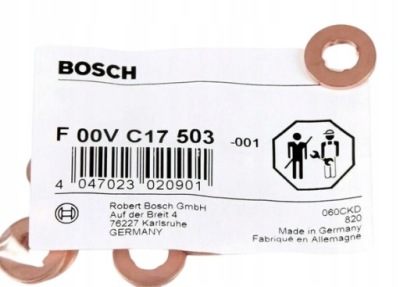 BOSCH
F 00V C17 503 -001
4 047023 020901
Robert Bosch GmbH
Auf der Breit 4
76227 Karlsruhe
GERMANY
060CKD
820
Made in Germany
Fabriqué en Allemagne